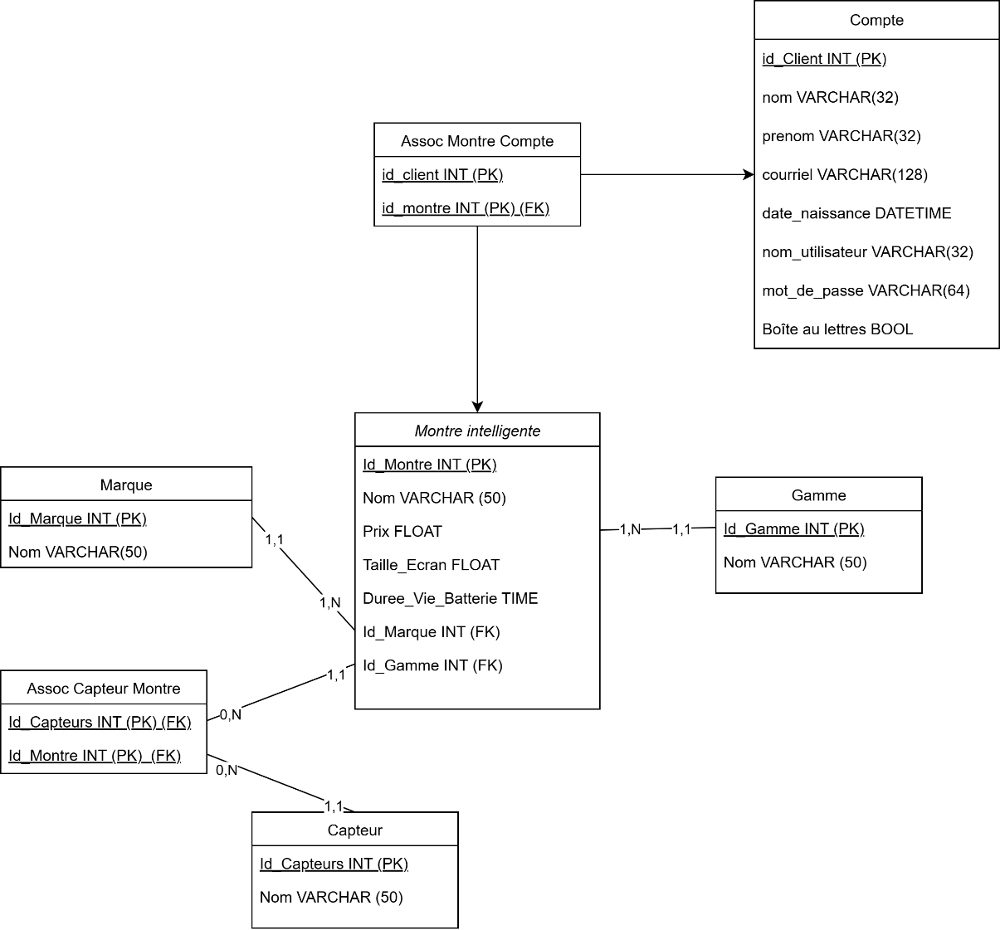 Compte
id_Client INT (PK)
nom VARCHAR(32)
prenom VARCHAR(32)
courriel VARCHAR(128)
date_naissance DATETIME
nom_utilisateur VARCHAR(32)
mot_de_passe VARCHAR(64)
Boîte au lettres BOOL
Assoc Montre Compte
id_client INT (PK)
id_montre INT (PK) (FK)
Montre intelligente
Id_Montre INT (PK)
Nom VARCHAR (50)
Prix FLOAT
Taille_Ecran FLOAT
Duree_Vie_Batterie TIME
Id_Marque INT (FK)
Id_Gamme INT (FK)
Marque
Id_Marque INT (PK)
Nom VARCHAR(50)
1,1
1,N
Gamme
Id_Gamme INT (PK)
Nom VARCHAR (50)
1,N
1,1
Assoc Capteur Montre
Id_Capteurs INT (PK) (FK)
Id_Montre INT (PK)  (FK)
1,1
0,N
0,N
1,1
Capteur
Id_Capteurs INT (PK)
Nom VARCHAR (50)